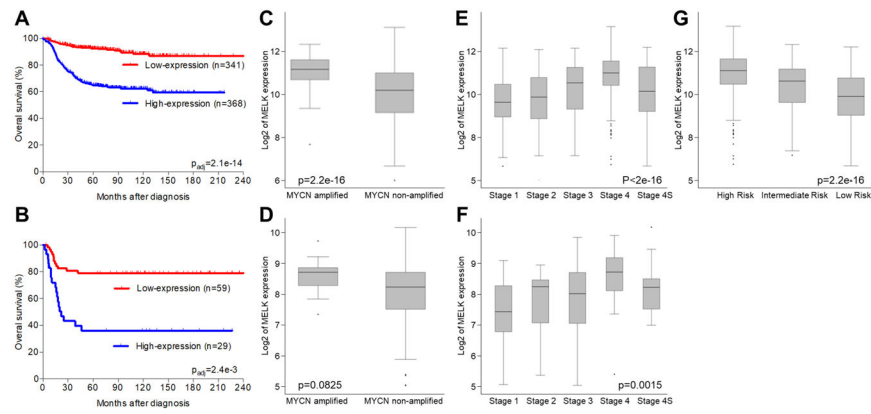 A
Overal survival (%)
100
80
60
40
20
0
Low-expression (n=341)
High-expression (n=368)
padj=2.1e-14
0 30 60 90 120 150 180 210 240
Months after diagnosis
B
Overal survival (%)
100
80
60
40
20
0
Low-expression (n=59)
High-expression (n=29)
padj=2.4e-3
0 30 60 90 120 150 180 210 240
Months after diagnosis
C
Log2 of MELK expression
12
10
8
6
5
p=2.2e-16
MYCN amplified MYCN non-amplified
D
Log2 of MELK expression
10
9
8
7
6
5
p=0.0825
MYCN amplified MYCN non-amplified
E
Log2 of MELK expression
12
10
8
6
5
P<2e-16
Stage 1 Stage 2 Stage 3 Stage 4 Stage 4S
F
Log2 of MELK expression
10
9
8
7
6
5
p=0.0015
Stage 1 Stage 2 Stage 3 Stage 4 Stage 4S
G
Log2 of MELK expression
12
10
8
6
5
p=2.2e-16
High Risk Intermediate Risk Low Risk